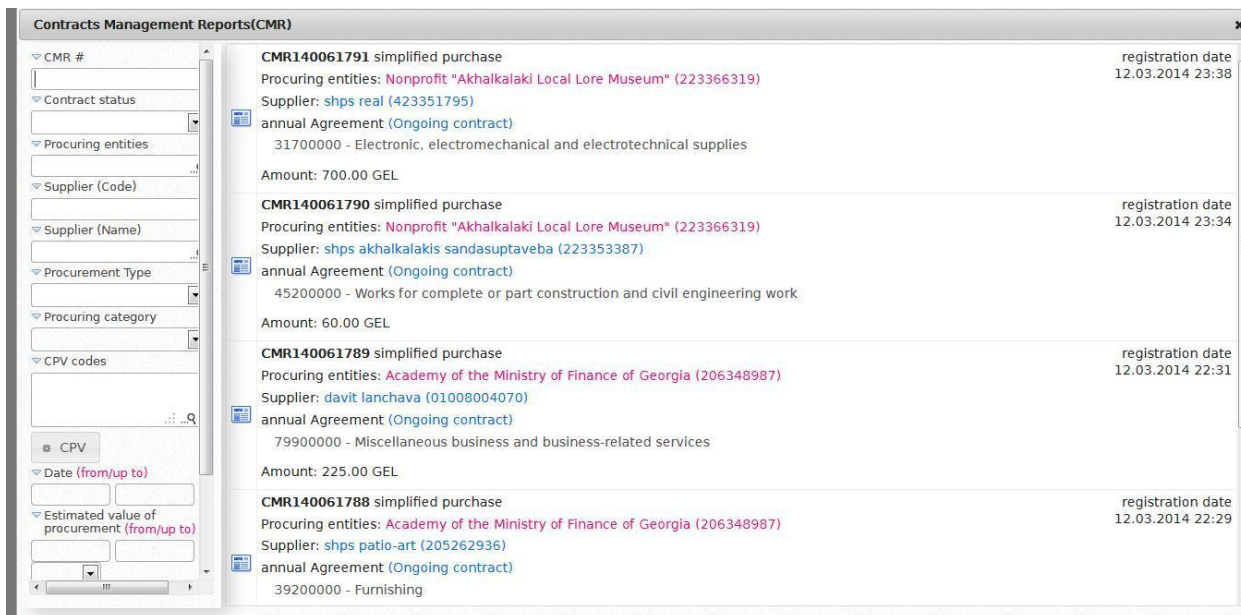 Contracts Management Reports(CMR)
CMR #
Contract status
Procuring entities
Supplier (Code)
Supplier (Name)
Procurement Type
Procuring category
CPV codes
CPV
Date (from/up to)
Estimated value of
procurement (from/up to)
CMR140061791 simplified purchase
registration date
12.03.2014 23:38
Procuring entities: Nonprofit "Akhalkalaki Local Lore Museum" (223366319)
Supplier: shps real (423351795)
annual Agreement (Ongoing contract)
31700000 - Electronic, electromechanical and electrotechnical supplies
Amount: 700.00 GEL
CMR140061790 simplified purchase
registration date
12.03.2014 23:34
Procuring entities: Nonprofit "Akhalkalaki Local Lore Museum" (223366319)
Supplier: shps akhalkalakis sandasuptaveba (223353387)
annual Agreement (Ongoing contract)
45200000 - Works for complete or part construction and civil engineering work
Amount: 60.00 GEL
CMR140061789 simplified purchase
registration date
12.03.2014 22:31
Procuring entities: Academy of the Ministry of Finance of Georgia (206348987)
Supplier: davit lanchava (01008004070)
annual Agreement (Ongoing contract)
79900000 - Miscellaneous business and business-related services
Amount: 225.00 GEL
CMR140061788 simplified purchase
registration date
12.03.2014 22:29
Procuring entities: Academy of the Ministry of Finance of Georgia (206348987)
Supplier: shps patio-art (205262936)
annual Agreement (Ongoing contract)
39200000 - Furnishing